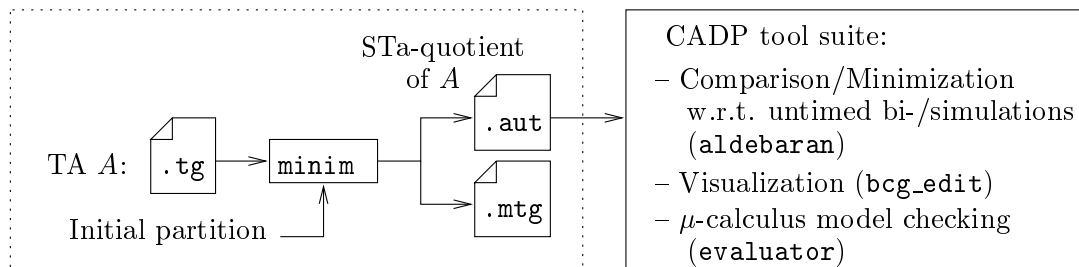 STa-quotient
of A
TA A:
.tg
minim
.aut
.mtg
Initial partition
CADP tool suite:
– Comparison/Minimization
w.r.t. untimed bi-/simulations
(aldebaran)
– Visualization (bcg_edit)
– μ-calculus model checking
(evaluator)